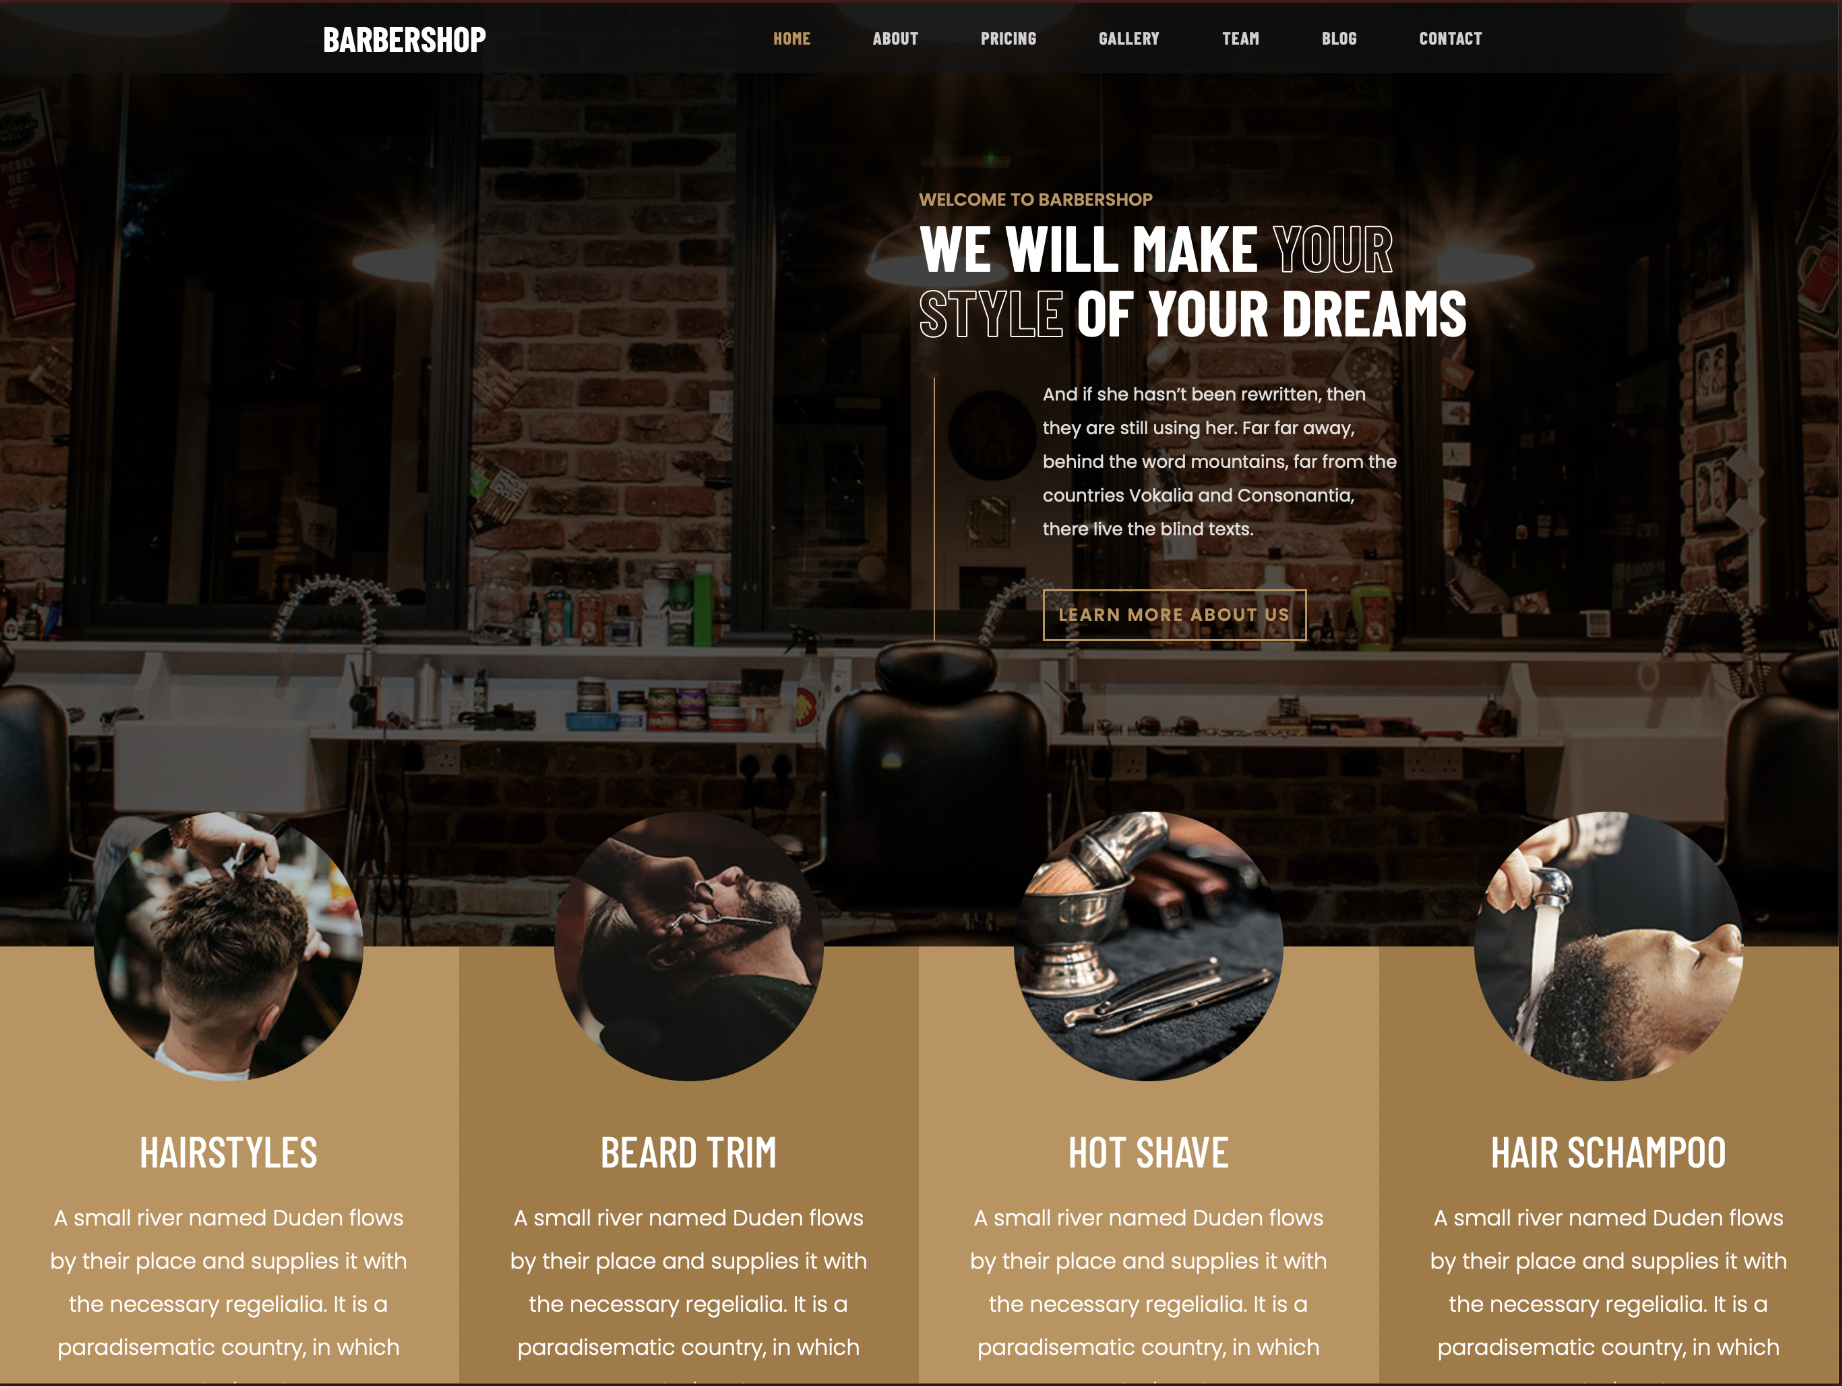 BARBERSHOP
HOME ABOUT PRICING GALLERY TEAM BLOG CONTACT
WELCOME TO BARBERSHOP
WE WILL MAKE YOUR
STYLE OF YOUR DREAMS
And if she hasn’t been rewritten, then
they are still using her. Far far away,
behind the word mountains, far from the
countries Vokalia and Consonantia,
there live the blind texts.
LEARN MORE ABOUT US
HAIRSTYLES
A small river named Duden flows
by their place and supplies it with
the necessary regelialia. It is a
paradisematic country, in which
BEARD TRIM
A small river named Duden flows
by their place and supplies it with
the necessary regelialia. It is a
paradisematic country, in which
HOT SHAVE
A small river named Duden flows
by their place and supplies it with
the necessary regelialia. It is a
paradisematic country, in which
HAIR SCHAMPOO
A small river named Duden flows
by their place and supplies it with
the necessary regelialia. It is a
paradisematic country, in which